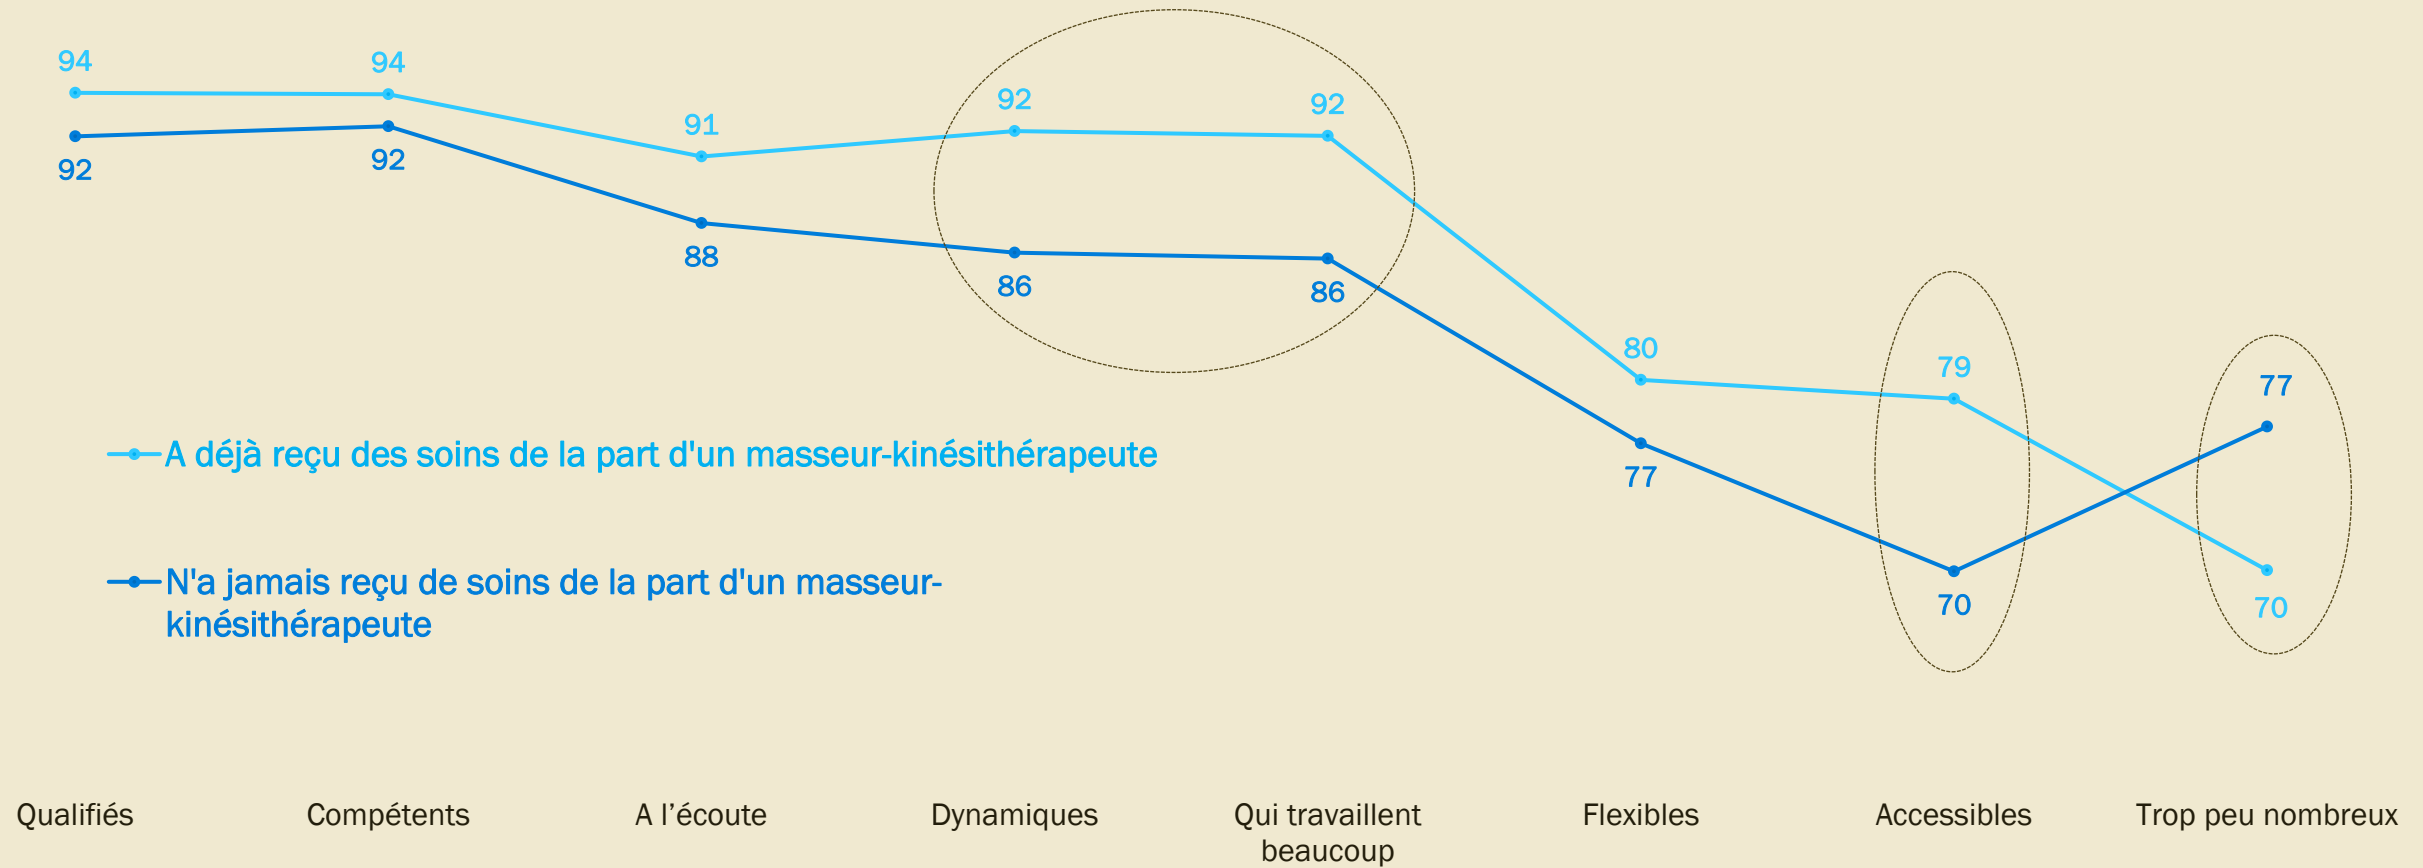 94
94
91
92
92
92
92
88
86
86
80
79
77
77
70
70
A déjà reçu des soins de la part d'un masseur-kinésithérapeute
N'a jamais reçu de soins de la part d'un masseur-
kinésithérapeute
Qualifiés
Compétents
A l’écoute
Dynamiques
Qui travaillent
beaucoup
Flexibles
Accessibles
Trop peu nombreux